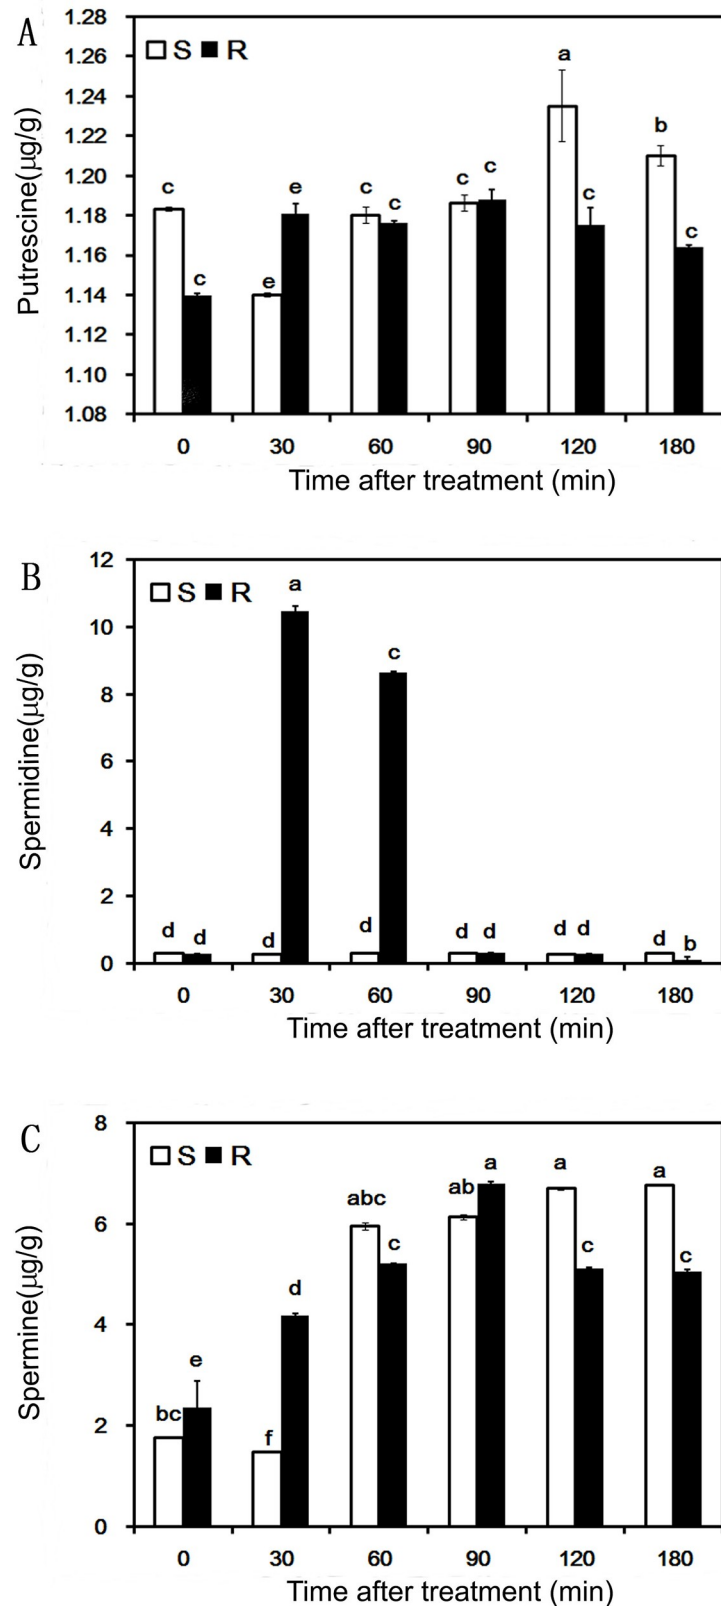 A
1.28
S R
1.26
a
1.24
Putrescine(μg/g)
1.22
b
1.20
c e c c c c
1.18
c
1.16
c
c
1.14
e
1.12
1.10
1.08
0 30 60 90 120 180
Time after treatment (min)
B
12
S R
a
10
c
8
Spermidine(μg/g)
6
4
2
d d d d d d d d d b
0
0 30 60 90 120 180
Time after treatment (min)
C
8
S R
abc ab a a a
6
c c c
Spermine(μg/g)
d
4
e
bc
2
f
0
0 30 60 90 120 180
Time after treatment (min)